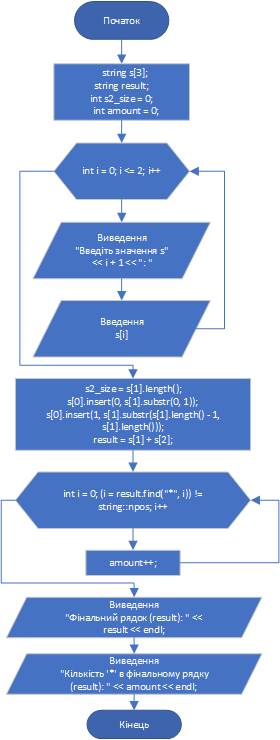 Початок
string s[3];
string result;
int s2_size = 0;
int amount = 0;
int i = 0; i <= 2; i++
Виведення
"Введіть значення s"
<< i + 1 << " : "
Введення
s[i]
s2_size = s[1].length();
s[0].insert(0, s[1].substr(0, 1));
s[0].insert(1, s[1].substr(s[1].length() - 1,
s[1].length()));
result = s[1] + s[2];
int i = 0; (i = result.find("*", i)) !=
string::npos; i++
amount++;
Виведення
"Фінальний рядок (result): " <<
result << endl;
Виведення
"Кількість '*' в фінальному рядку
(result): " << amount << endl;
Кінець